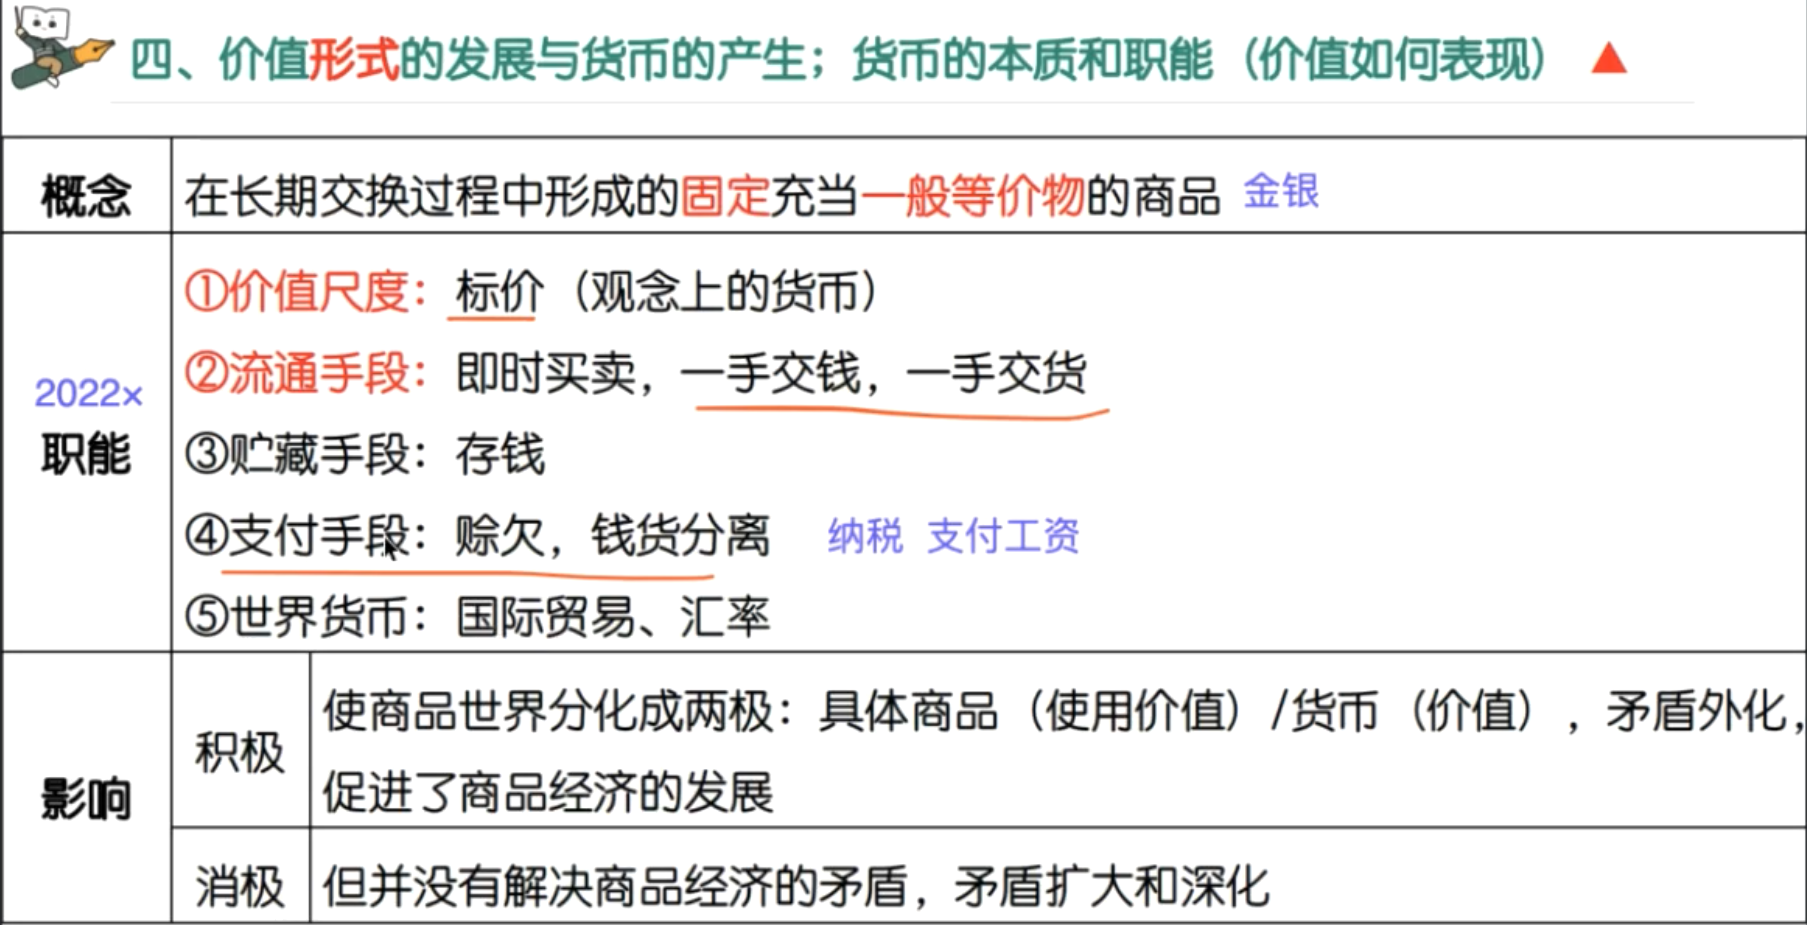 四、价值形式的发展与货币的产生；货币的本质和职能（价值如何表现）
概念
在长期交换过程中形成的固定充当一般等价物的商品 金银
2022×
职能
①价值尺度：标价（观念上的货币）
②流通手段：即时买卖，一手交钱，一手交货
③贮藏手段：存钱
④支付手段：赊欠，钱货分离 纳税 支付工资
⑤世界货币：国际贸易、汇率
影响
积极
使商品世界分化成两极：具体商品（使用价值）/货币（价值），矛盾外化，
促进了商品经济的发展
消极
但并没有解决商品经济的矛盾，矛盾扩大和深化